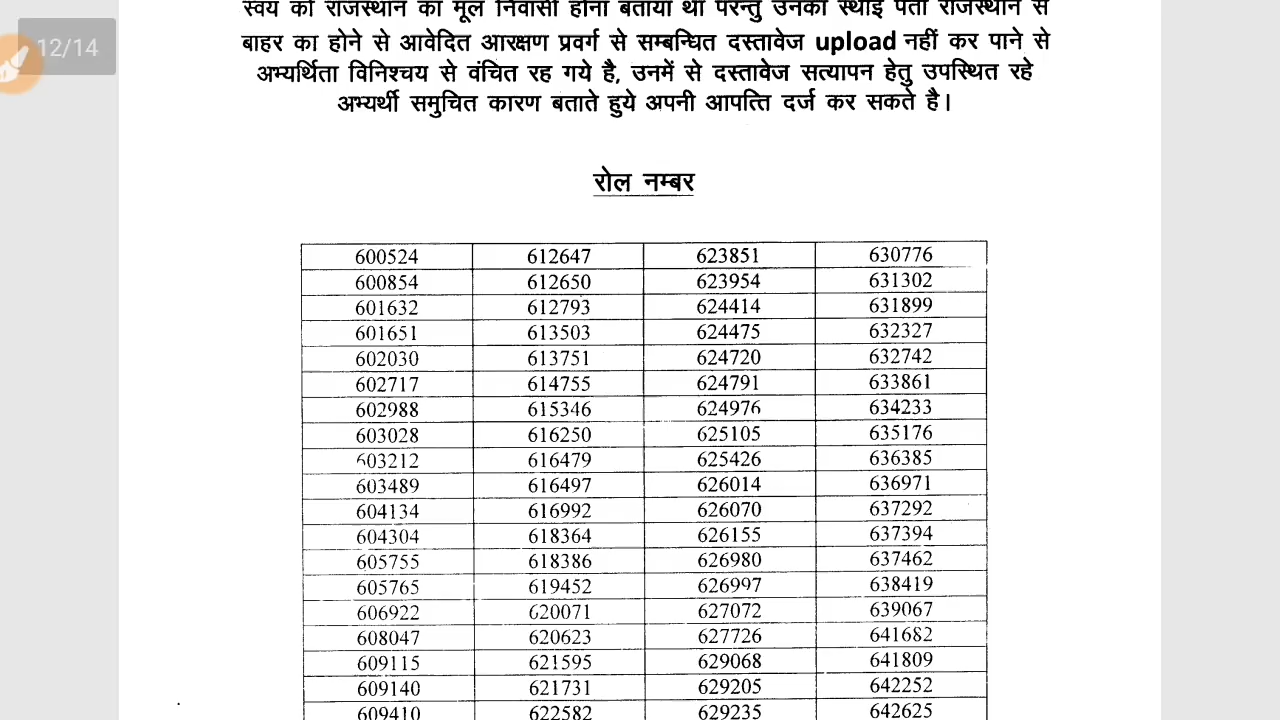 स्वयं को राजस्थान का मूल निवासी होना बताया था परन्तु उनका स्थाई पता राजस्थान से
12/14
बाहर का होने से आवेदित आरक्षण प्रवर्ग से सम्बन्धित दस्तावेज upload नहीं कर पाने से
अभ्यर्थिता विनिश्चय से वंचित रह गये है, उनमें से दस्तावेज सत्यापन हेतु उपस्थित रहे
अभ्यर्थी समुचित कारण बताते हुये अपनी आपत्ति दर्ज कर सकते है।
रोल नम्बर
600524 612647 623851 630776
600854 612650 623954 631302
601632 612793 624414 631899
601651 613503 624475 632327
602030 613751 624720 632742
602717 614755 624791 633861
602988 615346 624976 634233
603028 616250 625105 635176
603212 616479 625426 636385
603489 616497 626014 636971
604134 616992 626070 637292
604304 618364 626155 637394
605755 618386 626980 637462
605765 619452 626997 638419
606922 620071 627072 639067
608047 620623 627726 641682
609115 621595 629068 641809
609140 621731 629205 642252
609410 622582 629235 642625